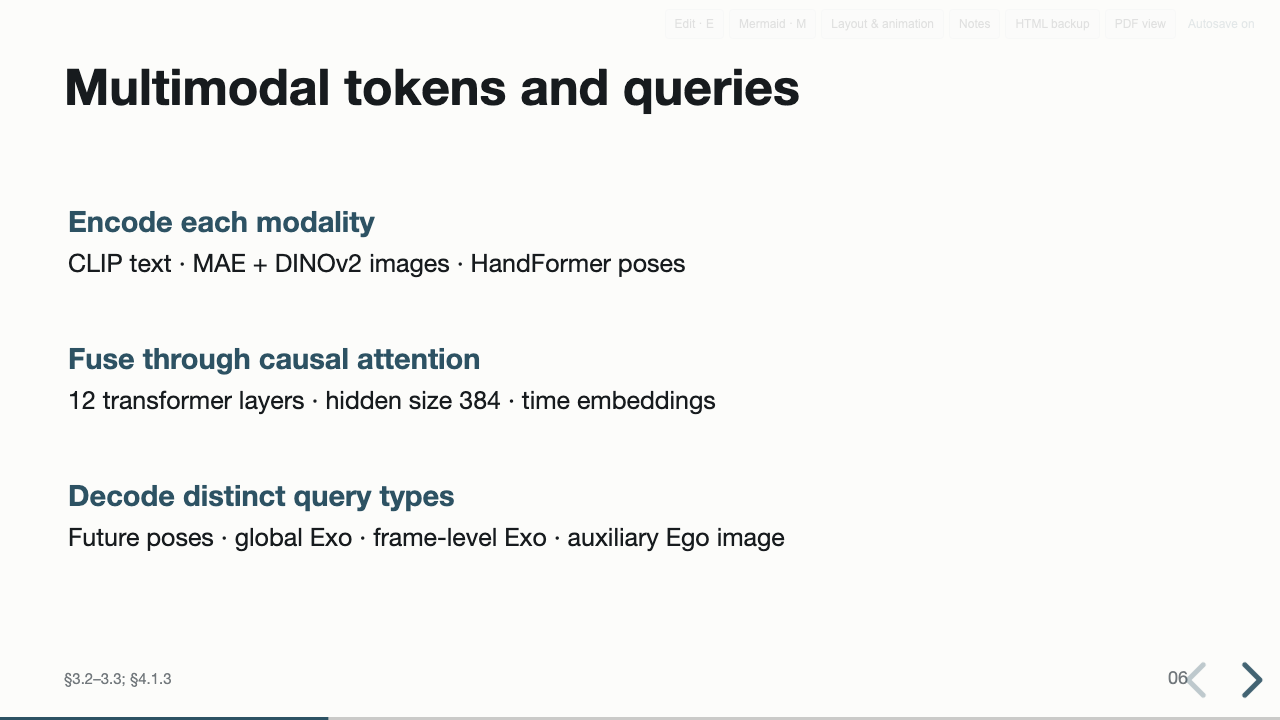 Edit · E Mermaid · M Layout & animation Notes HTML backup PDF view Autosave on
Multimodal tokens and queries
Encode each modality
CLIP text · MAE + DINOv2 images · HandFormer poses
Fuse through causal attention
12 transformer layers · hidden size 384 · time embeddings
Decode distinct query types
Future poses · global Exo · frame-level Exo · auxiliary Ego image
§3.2–3.3; §4.1.3
06